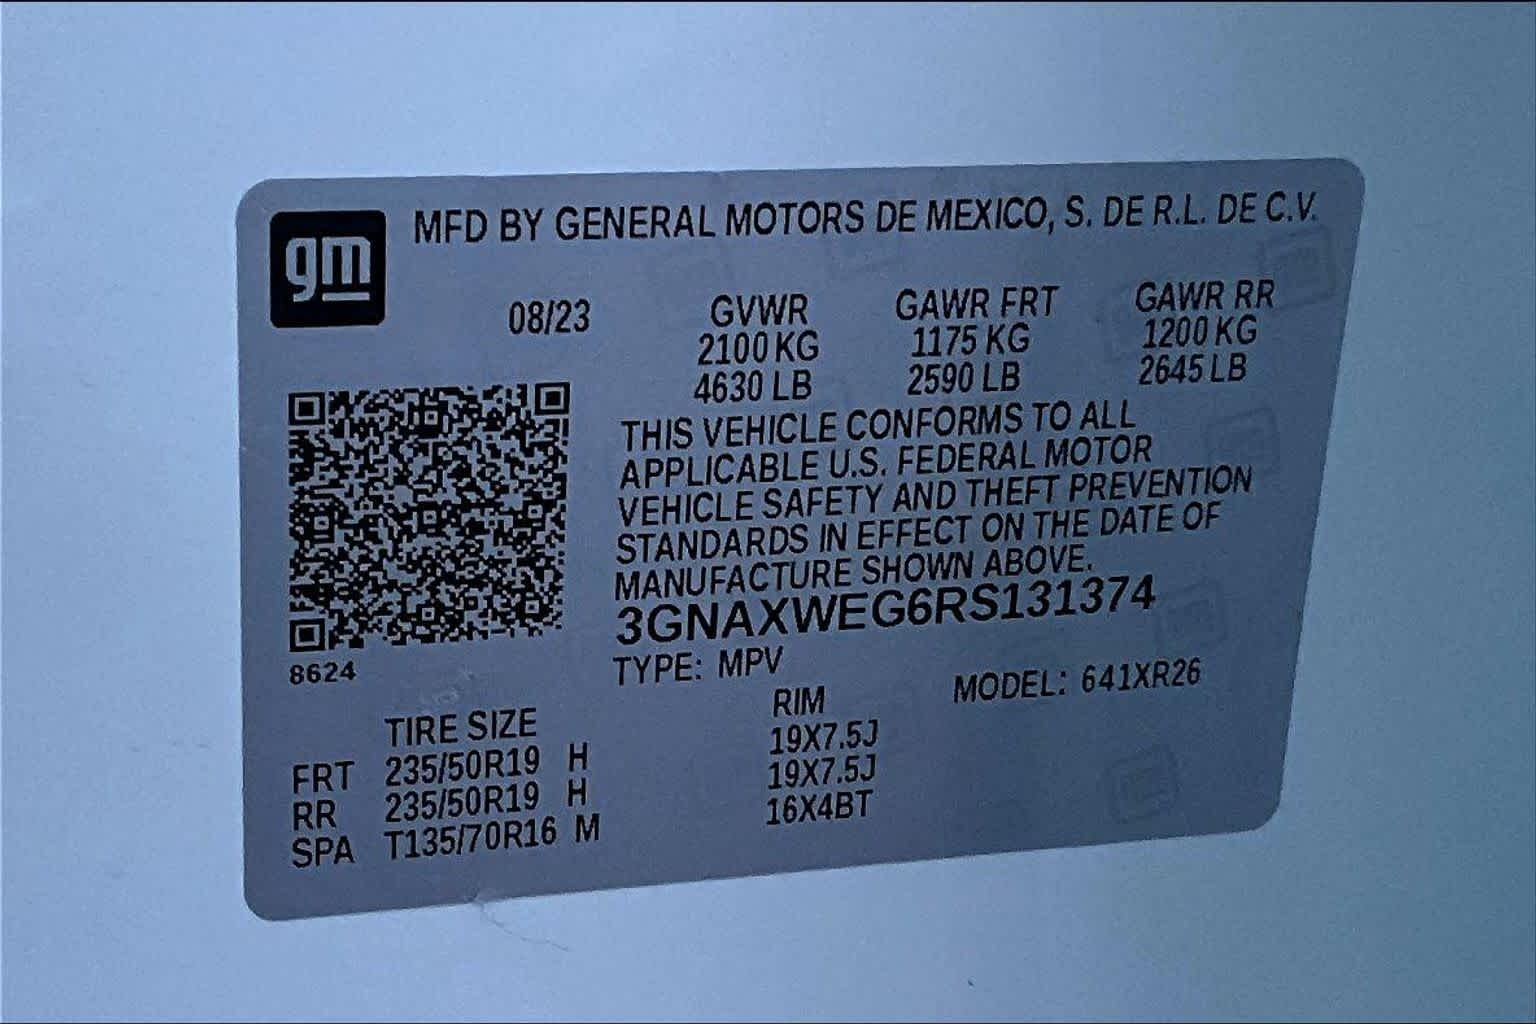 gm
MFD BY GENERAL MOTORS DE MEXICO, S. DE R.L. DE C.V.
08/23 GVWR GAWR FRT GAWR RR
2100 KG 1175 KG 1200 KG
4630 LB 2590 LB 2645 LB
THIS VEHICLE CONFORMS TO ALL
APPLICABLE U.S. FEDERAL MOTOR
VEHICLE SAFETY AND THEFT PREVENTION
STANDARDS IN EFFECT ON THE DATE OF
MANUFACTURE SHOWN ABOVE.
3GNAXWEG6RS131374
8624
TYPE: MPV MODEL: 641XR26
TIRE SIZE RIM
FRT 235/50R19 H 19X7.5J
RR 235/50R19 H 19X7.5J
SPA T135/70R16 M 16X4BT